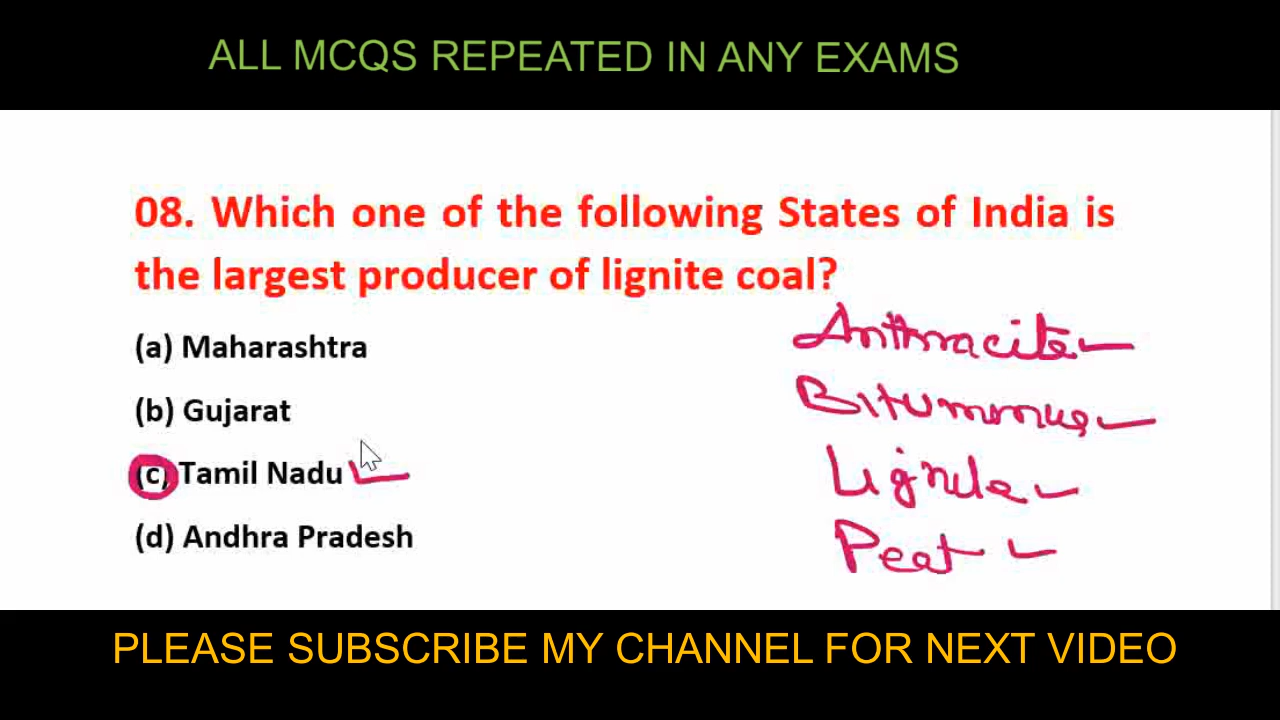 ALL MCQS REPEATED IN ANY EXAMS
08. Which one of the following States of India is
the largest producer of lignite coal?
(a) Maharashtra
(b) Gujarat
(c) Tamil Nadu
(d) Andhra Pradesh
Anthracite
Lignite
Peat
PLEASE SUBSCRIBE MY CHANNEL FOR NEXT VIDEO